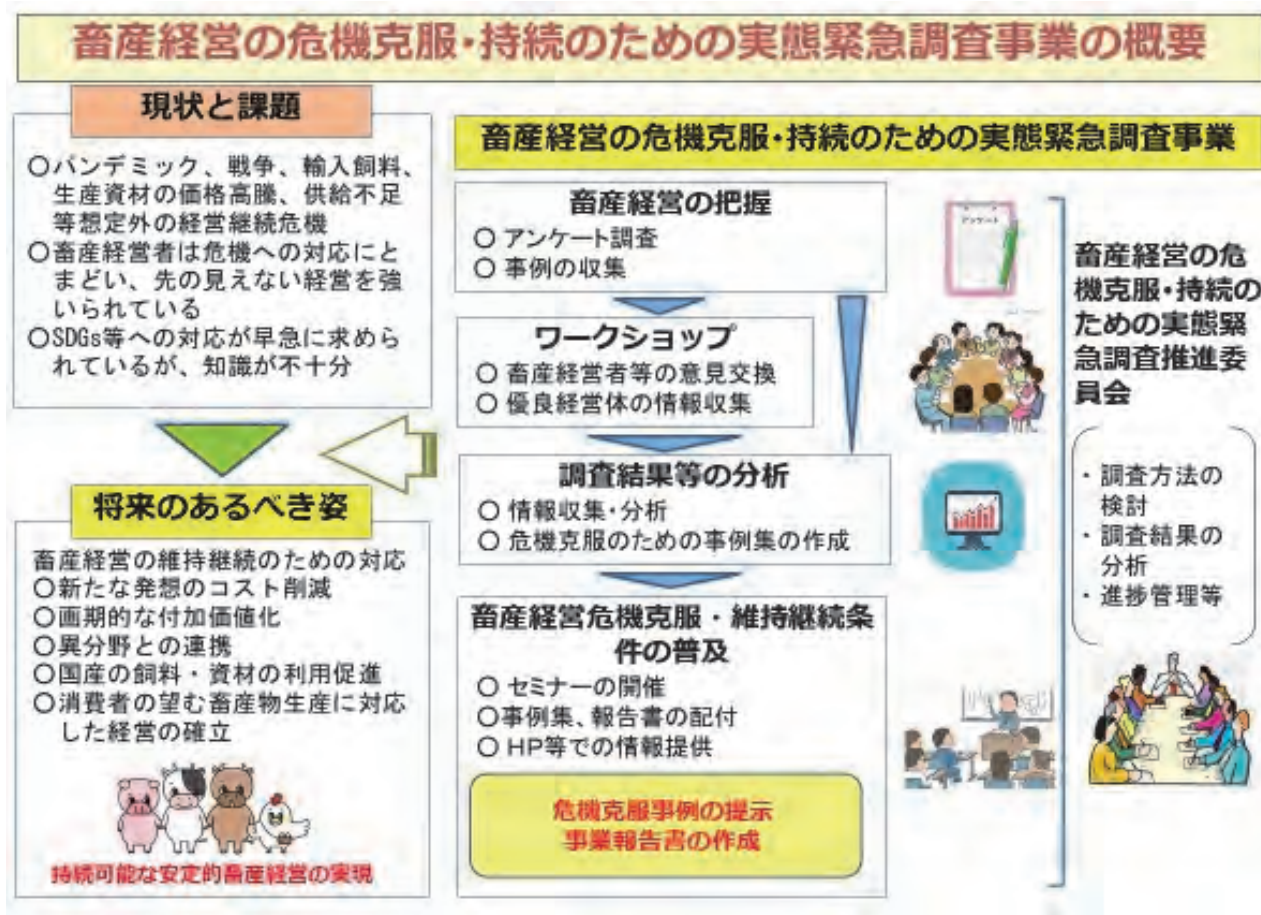 畜産経営の危機克服・持続のための実態緊急調査事業の概要
現状と課題
〇パンデミック、戦争、輸入飼料、
生産資材の価格高騰、供給不足
等想定外の経営継続危機
〇畜産経営者は危機への対応にと
まどい、先の見えない経営を強
いられている
〇SDGs等への対応が早急に求めら
れているが、知識が不十分
将来のあるべき姿
畜産経営の維持継続のための対応
〇新たな発想のコスト削減
〇画期的な付加価値化
〇異分野との連携
〇国産の飼料・資材の利用促進
〇消費者の望む畜産物生産に対応
した経営の確立
持続可能な安定的畜産経営の実現
畜産経営の危機克服・持続のための実態緊急調査事業
畜産経営の把握
〇 アンケート調査
〇 事例の収集
ワークショップ
〇 畜産経営者等の意見交換
〇 優良経営体の情報収集
調査結果等の分析
〇 情報収集・分析
〇 危機克服のための事例集の作成
畜産経営危機克服・維持継続条
件の普及
〇 セミナーの開催
〇事例集、報告書の配付
〇 HP等での情報提供
危機克服事例の提示
事業報告書の作成
アンケート
畜産経営の危
機克服・持続の
ための実態緊
急調査推進委
員会
・調査方法の
検討
・調査結果の
分析
・進捗管理等